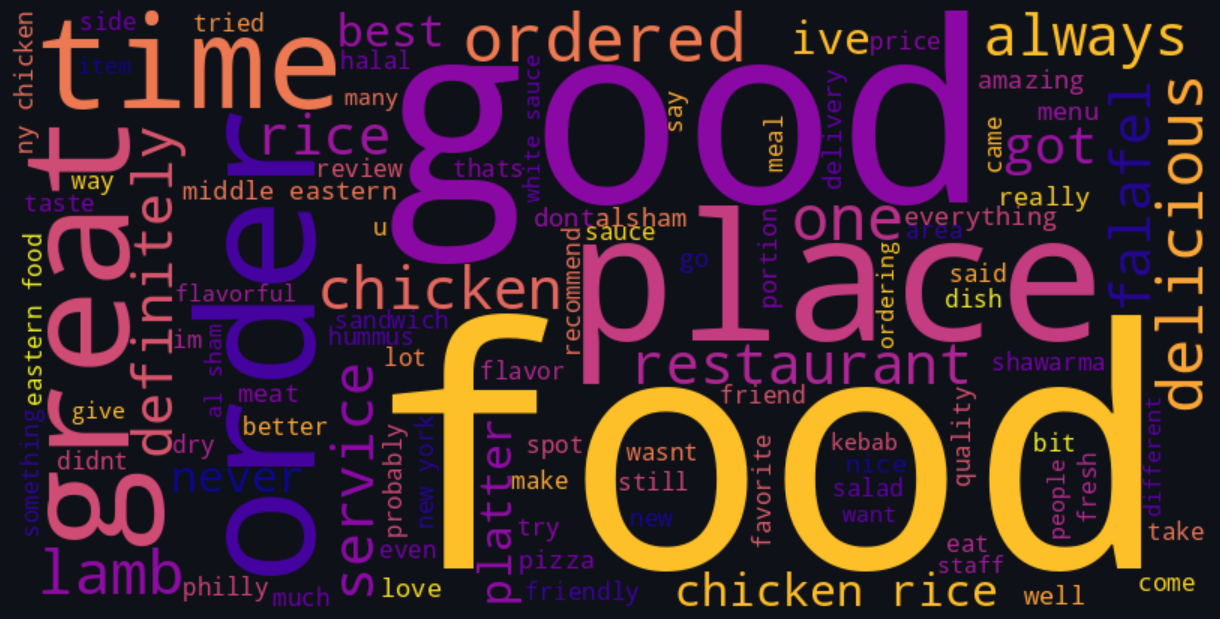 side
tried
time
item
ny chicken
best
halal
ordered
ive
price
always
many
good
white sauce
say
meal
delivery
amazing
menu
came
got
falafel
delicious
great
definitely
order
rice
review
thats
way
middle eastern
taste
u
dont
alsham
sauce
place
one
really
everything
area
go
portion
ordering
said
dish
eastern food
flavorful
chicken
recommend
im
al sham
sandwich
hummus
lot
flavor
restaurant
shawarma
friend
meat
give
better
service
food
something
didnt
dry
never
probably
new york
platter
spot
make
wasnt
still
new
favorite
kebab
nice
salad
want
quality
bit
people
fresh
different
try
take
even
pizza
eat
staff
lamb
philly
much
love
friendly
chicken rice
well
come